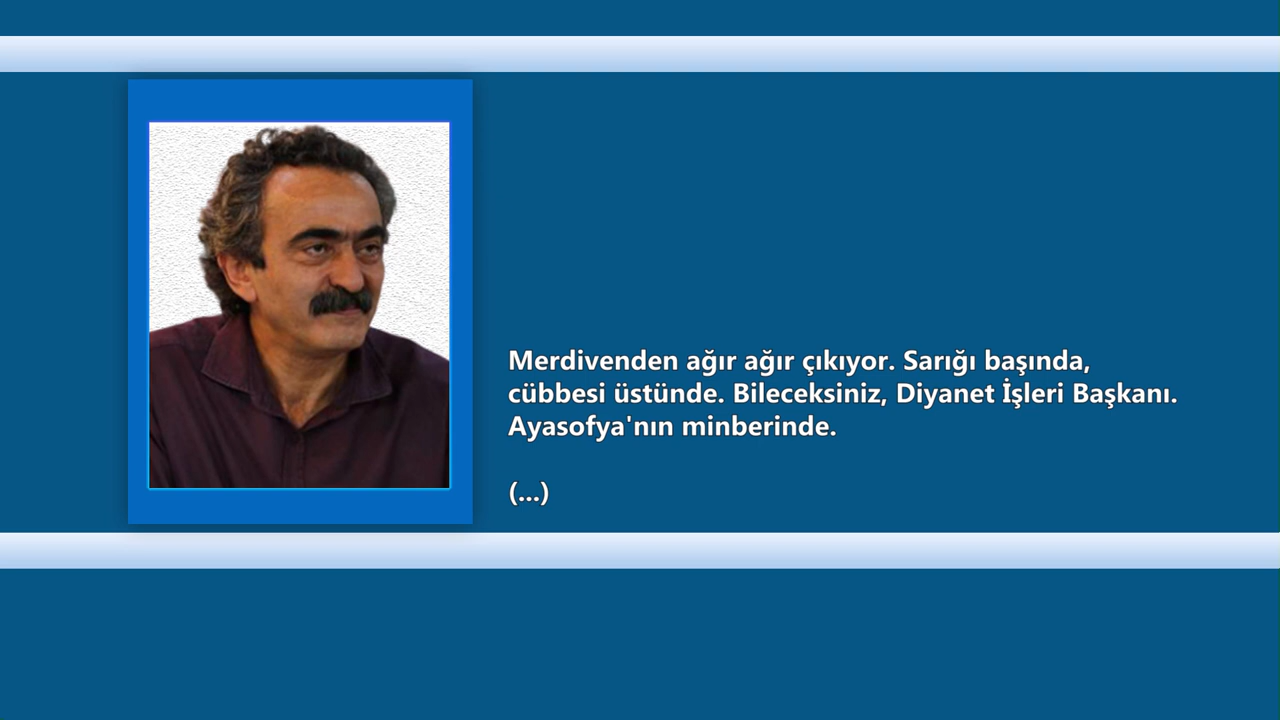 Merdivenden ağır ağır çıkıyor. Sarığı başında,
cübbesi üstünde. Bileceksiniz, Diyanet İşleri Başkanı.
Ayasofya'nın minberinde.
(...)